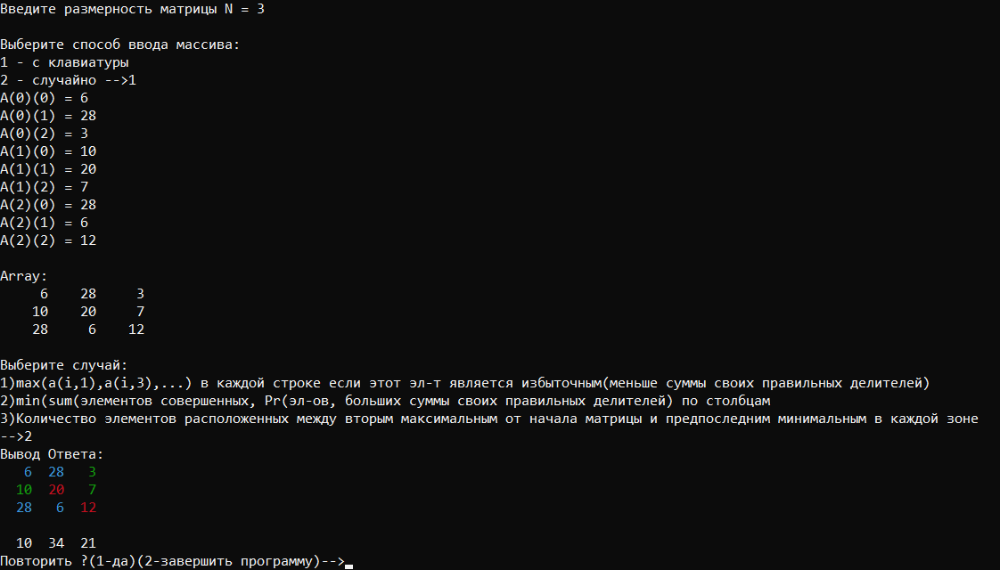 Введите размерность матрицы N = 3
Выберите способ ввода массива:
1 - с клавиатуры
2 - случайно -->1
A(0)(0) = 6
A(0)(1) = 28
A(0)(2) = 3
A(1)(0) = 10
A(1)(1) = 20
A(1)(2) = 7
A(2)(0) = 28
A(2)(1) = 6
A(2)(2) = 12
Array:
6 28 3
10 20 7
28 6 12
Выберите случай:
1)max(a(i,1),a(i,3),...) в каждой строке если этот эл-т является избыточным(меньше суммы своих правильных делителей)
2)min(sum(элементов совершенных, Pr(эл-ов, больших суммы своих правильных делителей) по столбцам
3)Количество элементов расположенных между вторым максимальным от начала матрицы и предпоследним минимальным в каждой зоне
-->2
Вывод Ответа:
6 28 3
10 20 7
28 6 12
10 34 21
Повторить ?(1-да)(2-завершить программу)-->